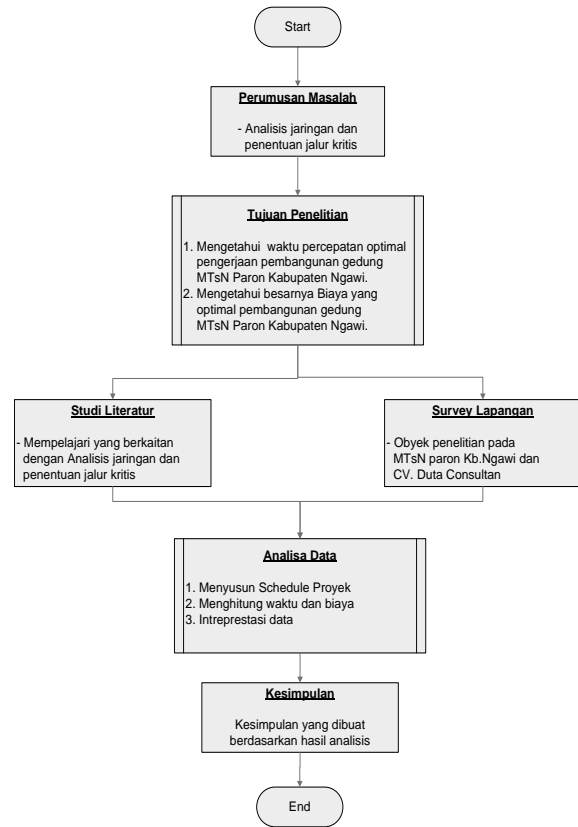 Start
Perumusan Masalah
- Analisis jaringan dan
penentuan jalur kritis
Tujuan Penelitian
1. Mengetahui waktu percepatan optimal
pengerjaan pembangunan gedung
MTsN Paron Kabupaten Ngawi.
2. Mengetahui besarnya Biaya yang
optimal pembangunan gedung
MTsN Paron Kabupaten Ngawi.
Studi Literatur
- Mempelajari yang berkaitan
dengan Analisis jaringan dan
penentuan jalur kritis
Survey Lapangan
- Obyek penelitian pada
MTsN paron Kb.Ngawi dan
CV. Duta Consultan
Analisa Data
1. Menyusun Schedule Proyek
2. Menghitung waktu dan biaya
3. Intreprestasi data
Kesimpulan
Kesimpulan yang dibuat
berdasarkan hasil analisis
End